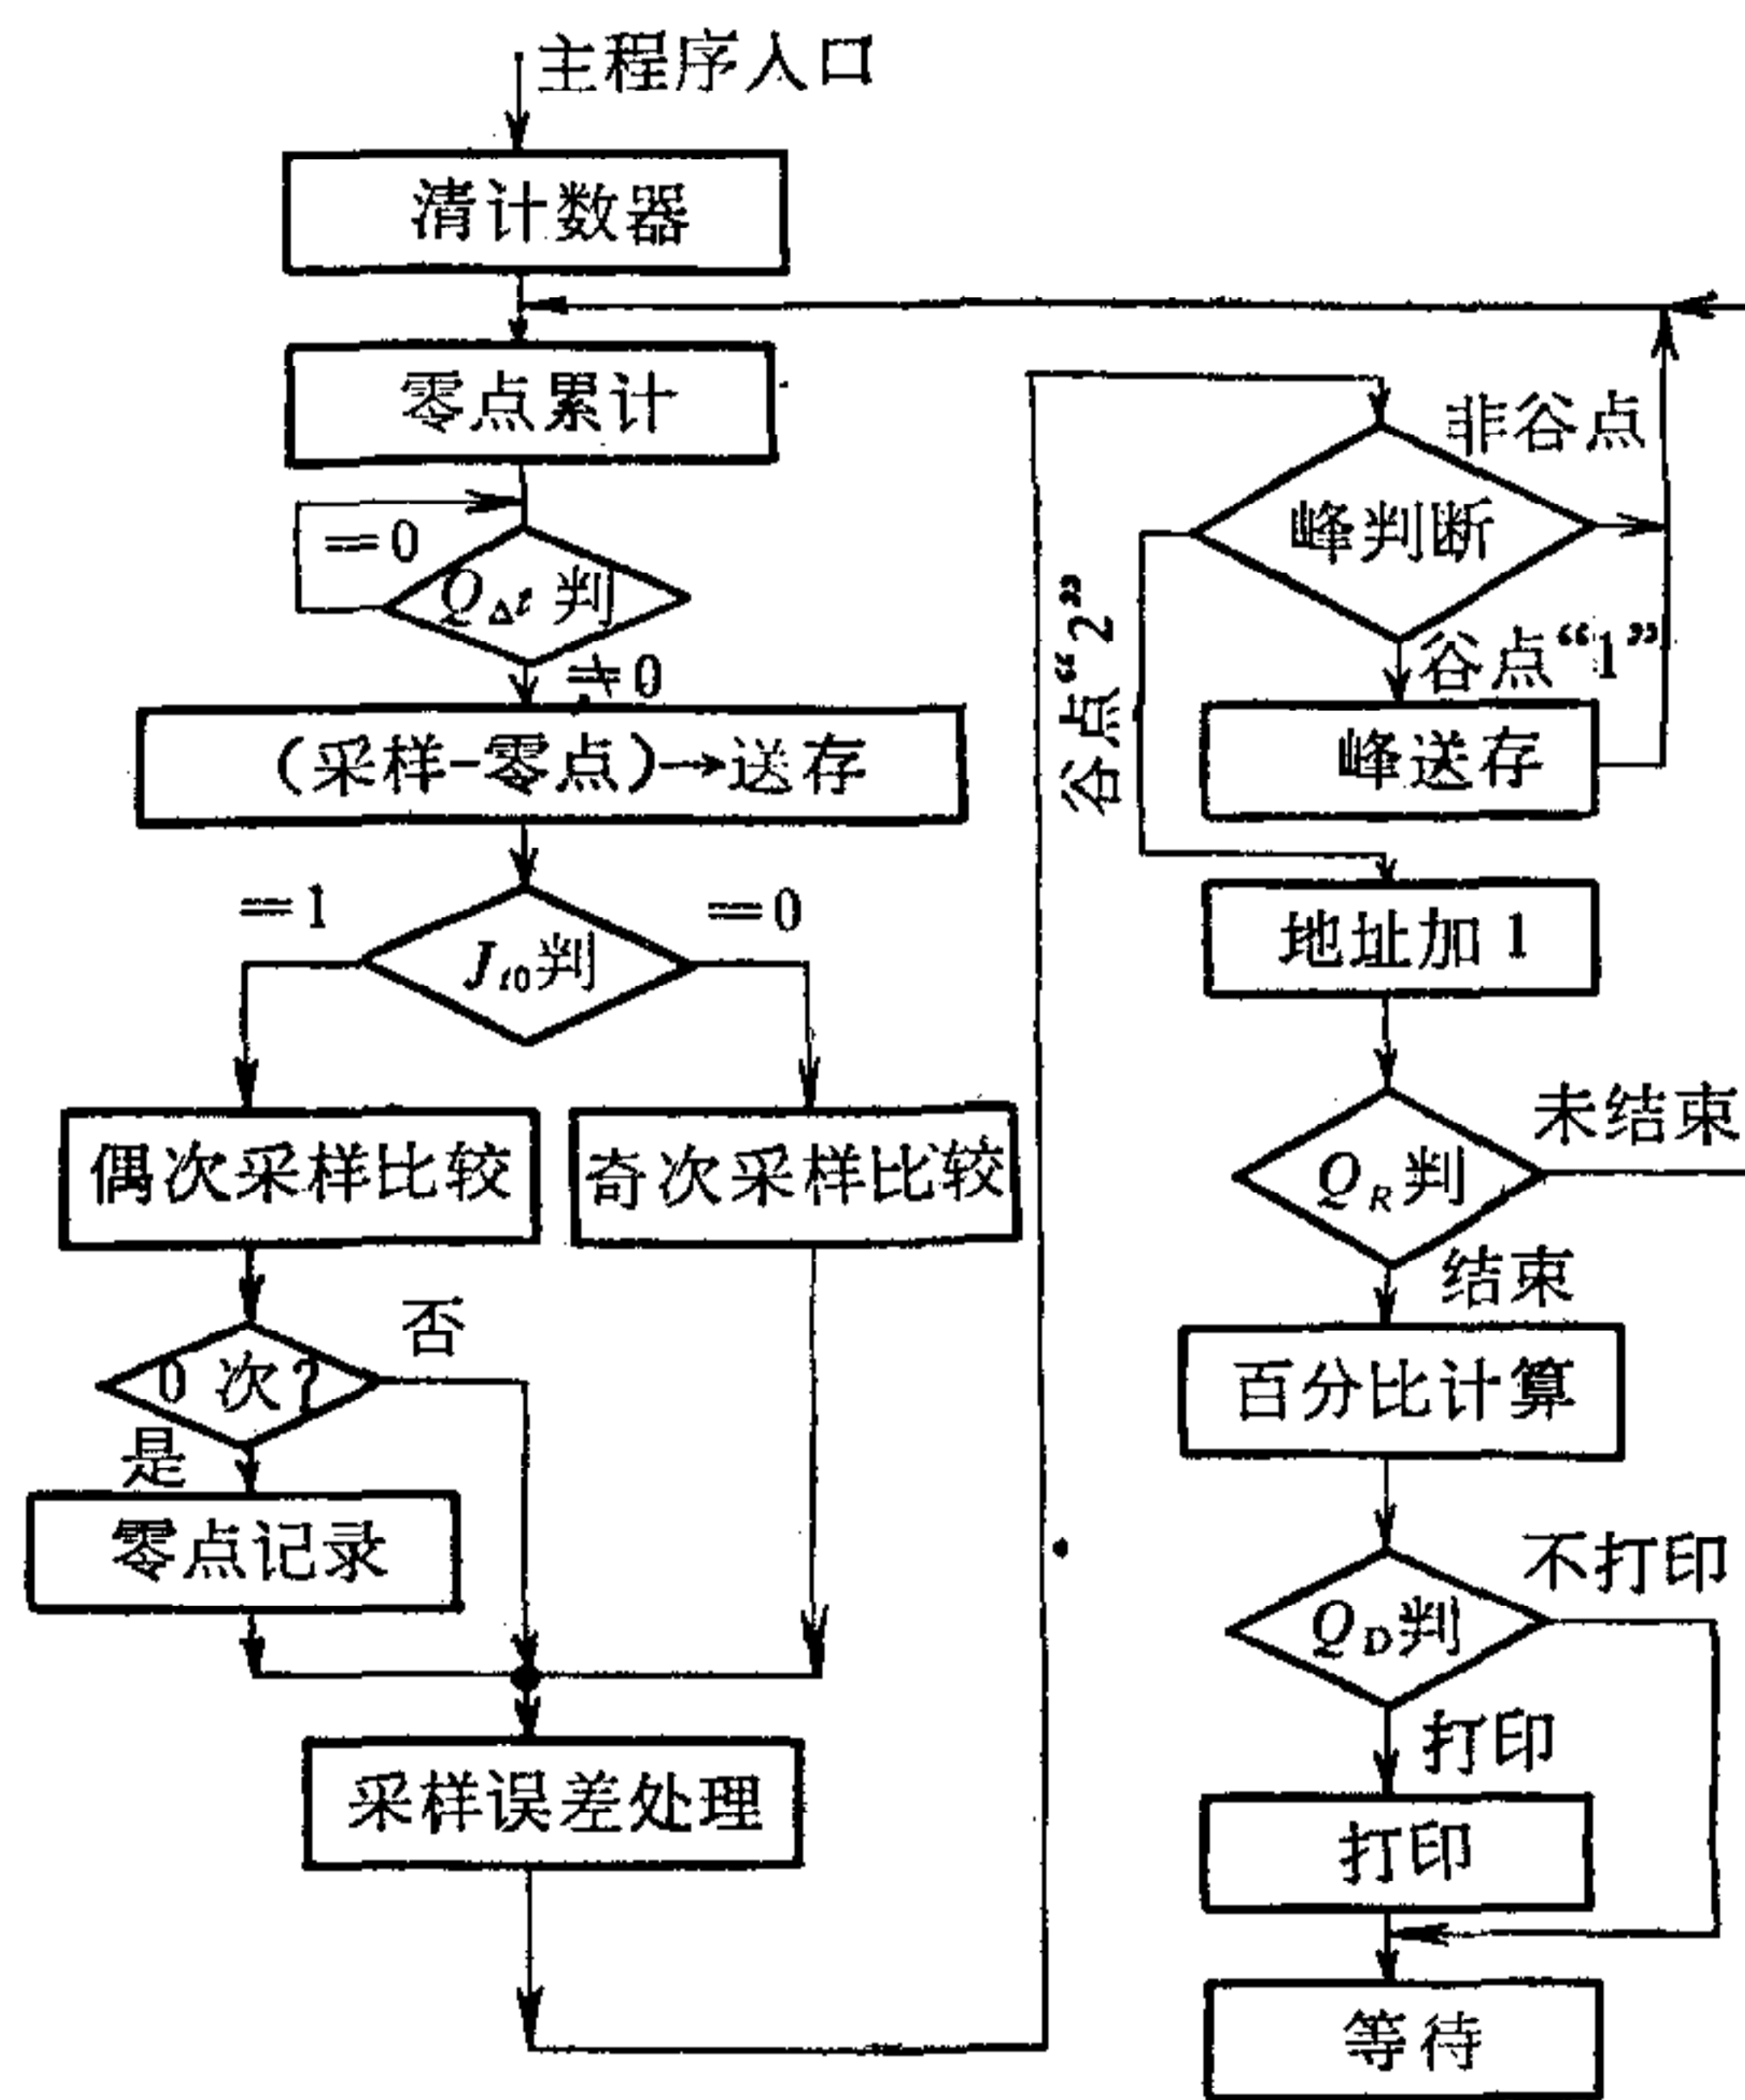 主程序入口
清计数器
零点累计
==0
Q△t 判
≠0
(采样-零点)→送存
==1
==0
Jt0判
偶次采样比较
奇次采样比较
0 次?
否
是
零点记录
采样误差处理
非谷点
峰判断
谷点“2”
谷点“1”
峰送存
地址加 1
未结束
QR 判
结束
百分比计算
不打印
QD判
打印
打印
等待